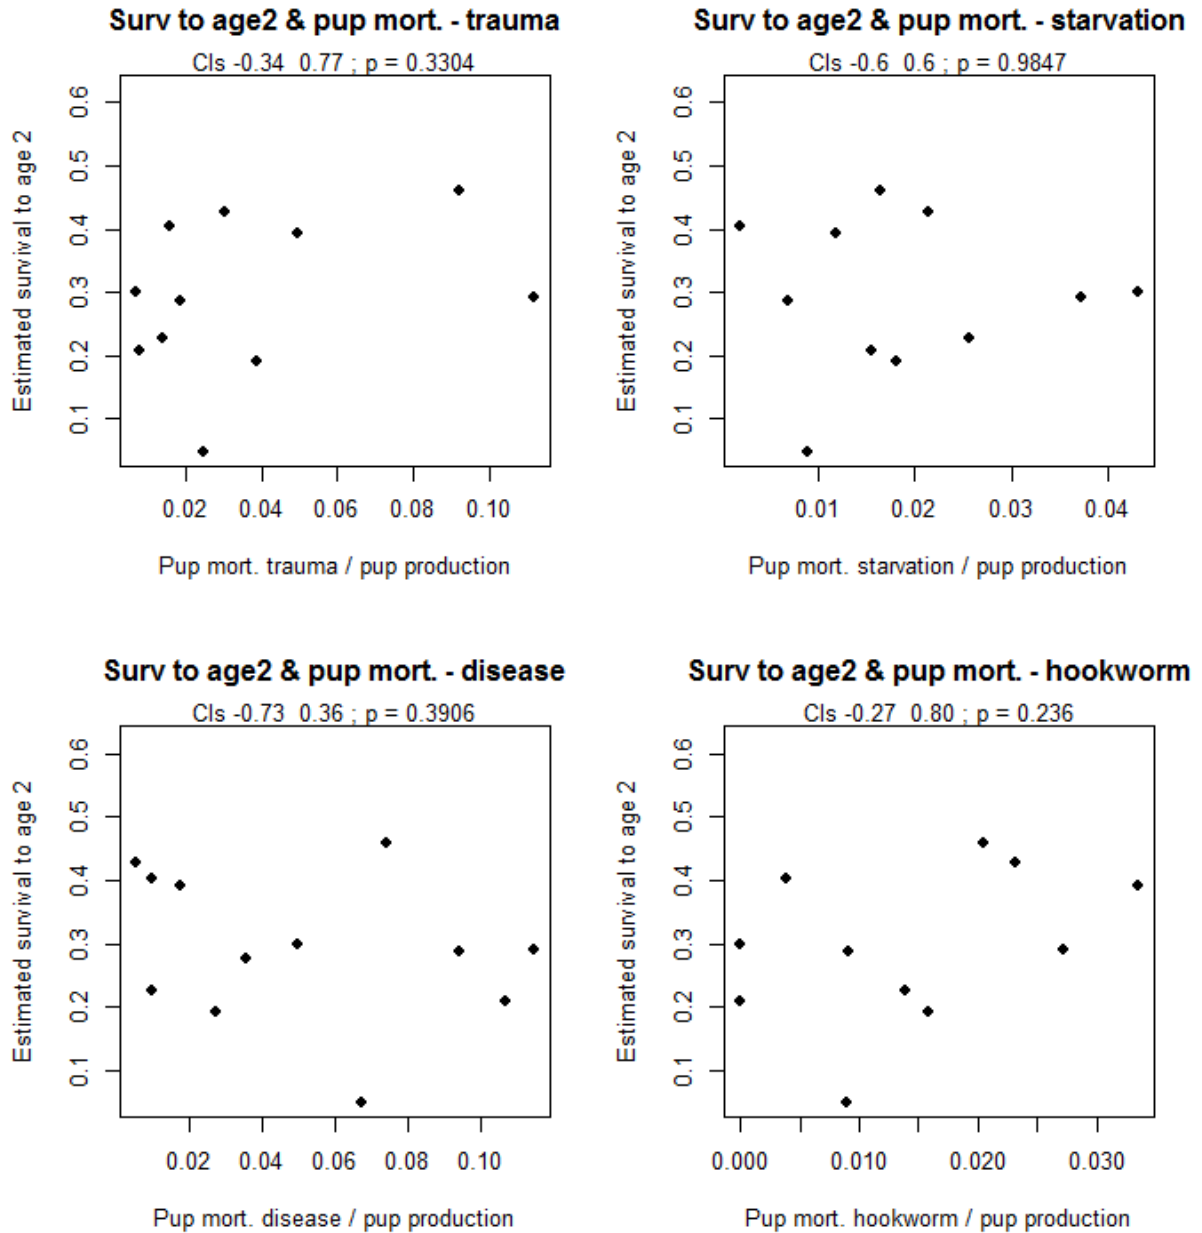 Surv to age2 & pup mort. - trauma
CIs -0.34 0.77 ; p = 0.3304
Estimated survival to age 2
0.6
0.5
0.4
0.3
0.2
0.1
0.02 0.04 0.06 0.08 0.10
Pup mort. trauma / pup production
Surv to age2 & pup mort. - starvation
CIs -0.6 0.6 ; p = 0.9847
Estimated survival to age 2
0.6
0.5
0.4
0.3
0.2
0.1
0.01 0.02 0.03 0.04
Pup mort. starvation / pup production
Surv to age2 & pup mort. - disease
CIs -0.73 0.36 ; p = 0.3906
Estimated survival to age 2
0.6
0.5
0.4
0.3
0.2
0.1
0.02 0.04 0.06 0.08 0.10
Pup mort. disease / pup production
Surv to age2 & pup mort. - hookworm
CIs -0.27 0.80 ; p = 0.236
Estimated survival to age 2
0.6
0.5
0.4
0.3
0.2
0.1
0.000 0.010 0.020 0.030
Pup mort. hookworm / pup production